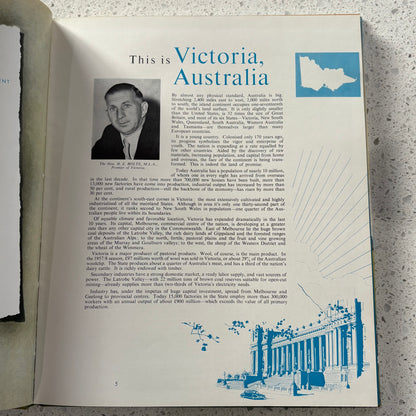 ENT
This is Victoria,
Australia
The Hon. H. E. BOLTE, M.L.A.,
Premier of Victoria.
By almost any physical standard, Australia is big.
Stretching 2,400 miles east to west, 2,000 miles north
to south, the island continent occupies one-seventeenth
of the world's land surface. It is only slightly smaller
than the United States, is 32 times the size of Great
Britain, and most of its six States—Victoria, New South
Wales, Queensland, South Australia, Western Australia
and Tasmania—are themselves larger than many
European countries.
It is a young country. Colonised only 170 years ago,
its progress symbolises the vigor and enterprise of
youth. The nation is expanding at a rate equalled by
few other countries. Aided by the discovery of raw
materials, increasing population, and capital from home
and overseas, the face of the continent is being trans-
formed. This is indeed the land of promise.
Today Australia has a population of nearly 10 million,
of whom one in every eight has arrived from overseas
in the last decade. In that time more than 700,000 new houses have been built, more than
13,000 new factories have come into production, industrial output has increased by more than
50 per cent, and rural production—still the backbone of the economy—has risen by more than
30 per cent.
At the continent's south-east corner is Victoria—the most extensively cultivated and highly
industrialised of the mainland States. Although in area it is only one thirty-second part of the
continent, it ranks second to New South Wales in population—one quarter of the Aus-
tralian people live within its boundaries.
Of equable climate and favorable location, Victoria has expanded dramatically in the last
10 years. Its capital, Melbourne, commercial centre of the nation, is developing at a greater
rate than any other capital city in the Commonwealth. East of Melbourne lie the huge brown
coal deposits of the Latrobe Valley, the rich dairy lands of Gippsland and the forested ranges
of the Australian Alps; to the north, fertile, pastoral plains and the fruit and vine growing
areas of the Murray and Goulburn valleys; to the west, the sheep of the Western District and
the wheat of the Wimmera.
Victoria is a major producer of pastoral products. Wool, of course, is the main product. In
the 1957/8 season, £67 millions worth of wool was sold in Victoria, or about 20% of the Australian
woolclip. The State produces about a quarter of Australia's meat, and has a third of the nation's
dairy cattle. It is richly endowed with timber.
Secondary industries have a strong domestic market, a ready labor supply, and vast sources of
power. The Latrobe Valley—with 22 million tons of brown coal reserves suitable for open-cut
mining—already supplies more than two-thirds of Victoria's electricity needs.
Industry has, under the impetus of huge capital investment, spread from Melbourne and
Geelong to provincial centres. Today 15,000 factories in the State employ more than 300,000
workers with an annual output of about £900 million—which exceeds the value of all primary
production.
5